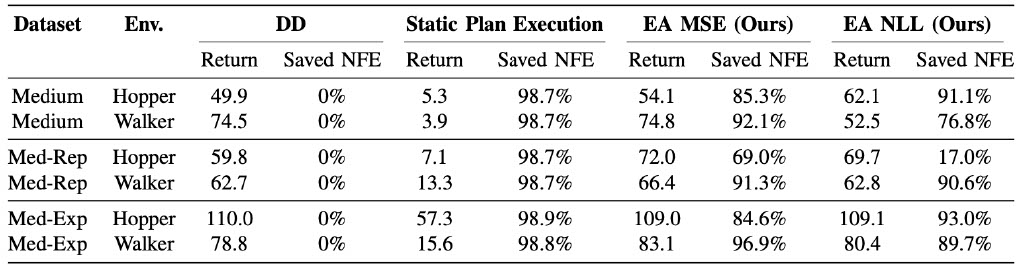 Dataset Env. DD Static Plan Execution EA MSE (Ours) EA NLL (Ours)
Return Saved NFE Return Saved NFE Return Saved NFE Return Saved NFE
Medium Hopper 49.9 0% 5.3 98.7% 54.1 85.3% 62.1 91.1%
Medium Walker 74.5 0% 3.9 98.7% 74.8 92.1% 52.5 76.8%
Med-Rep Hopper 59.8 0% 7.1 98.7% 72.0 69.0% 69.7 17.0%
Med-Rep Walker 62.7 0% 13.3 98.7% 66.4 91.3% 62.8 90.6%
Med-Exp Hopper 110.0 0% 57.3 98.9% 109.0 84.6% 109.1 93.0%
Med-Exp Walker 78.8 0% 15.6 98.8% 83.1 96.9% 80.4 89.7%